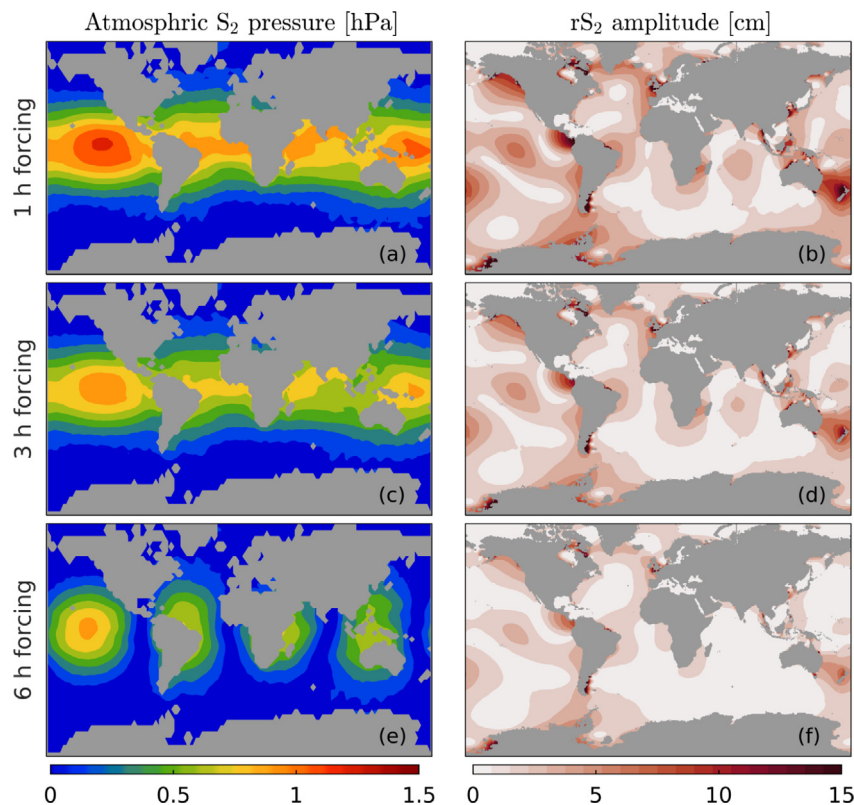 Atmosphric S₂ pressure [hPa]
rS₂ amplitude [cm]
1 h forcing
(a)
(b)
3 h forcing
(c)
(d)
6 h forcing
(e)
(f)
0 0.5 1 1.5
0 5 10 15